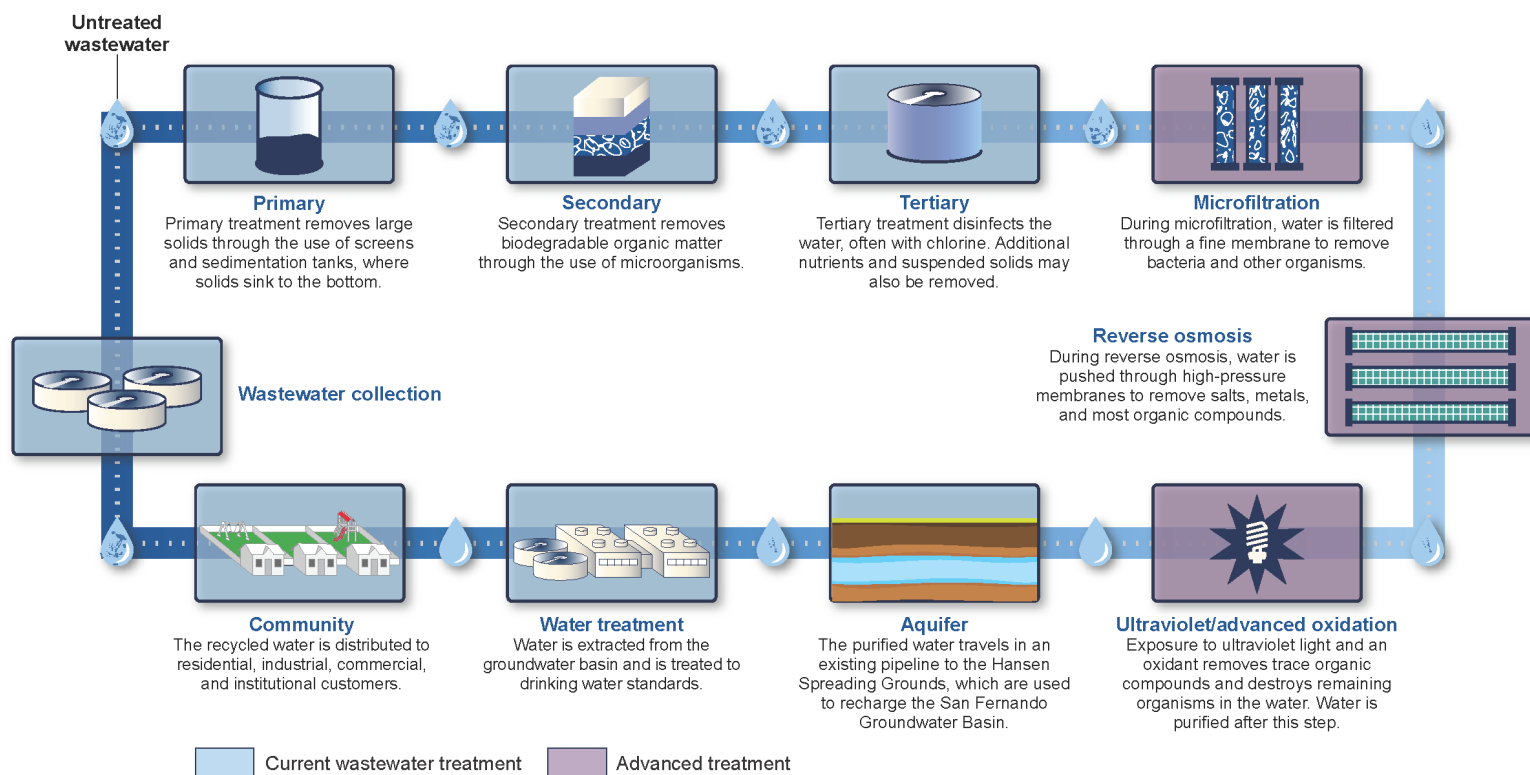 Untreated
wastewater
Primary
Primary treatment removes large
solids through the use of screens
and sedimentation tanks, where
solids sink to the bottom.
Secondary
Secondary treatment removes
biodegradable organic matter
through the use of microorganisms.
Tertiary
Tertiary treatment disinfects the
water, often with chlorine. Additional
nutrients and suspended solids may
also be removed.
Microfiltration
During microfiltration, water is filtered
through a fine membrane to remove
bacteria and other organisms.
Reverse osmosis
During reverse osmosis, water is
pushed through high-pressure
membranes to remove salts, metals,
and most organic compounds.
Wastewater collection
Community
The recycled water is distributed to
residential, industrial, commercial,
and institutional customers.
Water treatment
Water is extracted from the
groundwater basin and is treated to
drinking water standards.
Aquifer
The purified water travels in an
existing pipeline to the Hansen
Spreading Grounds, which are used
to recharge the San Fernando
Groundwater Basin.
Ultraviolet/advanced oxidation
Exposure to ultraviolet light and an
oxidant removes trace organic
compounds and destroys remaining
organisms in the water. Water is
purified after this step.
Current wastewater treatment
Advanced treatment